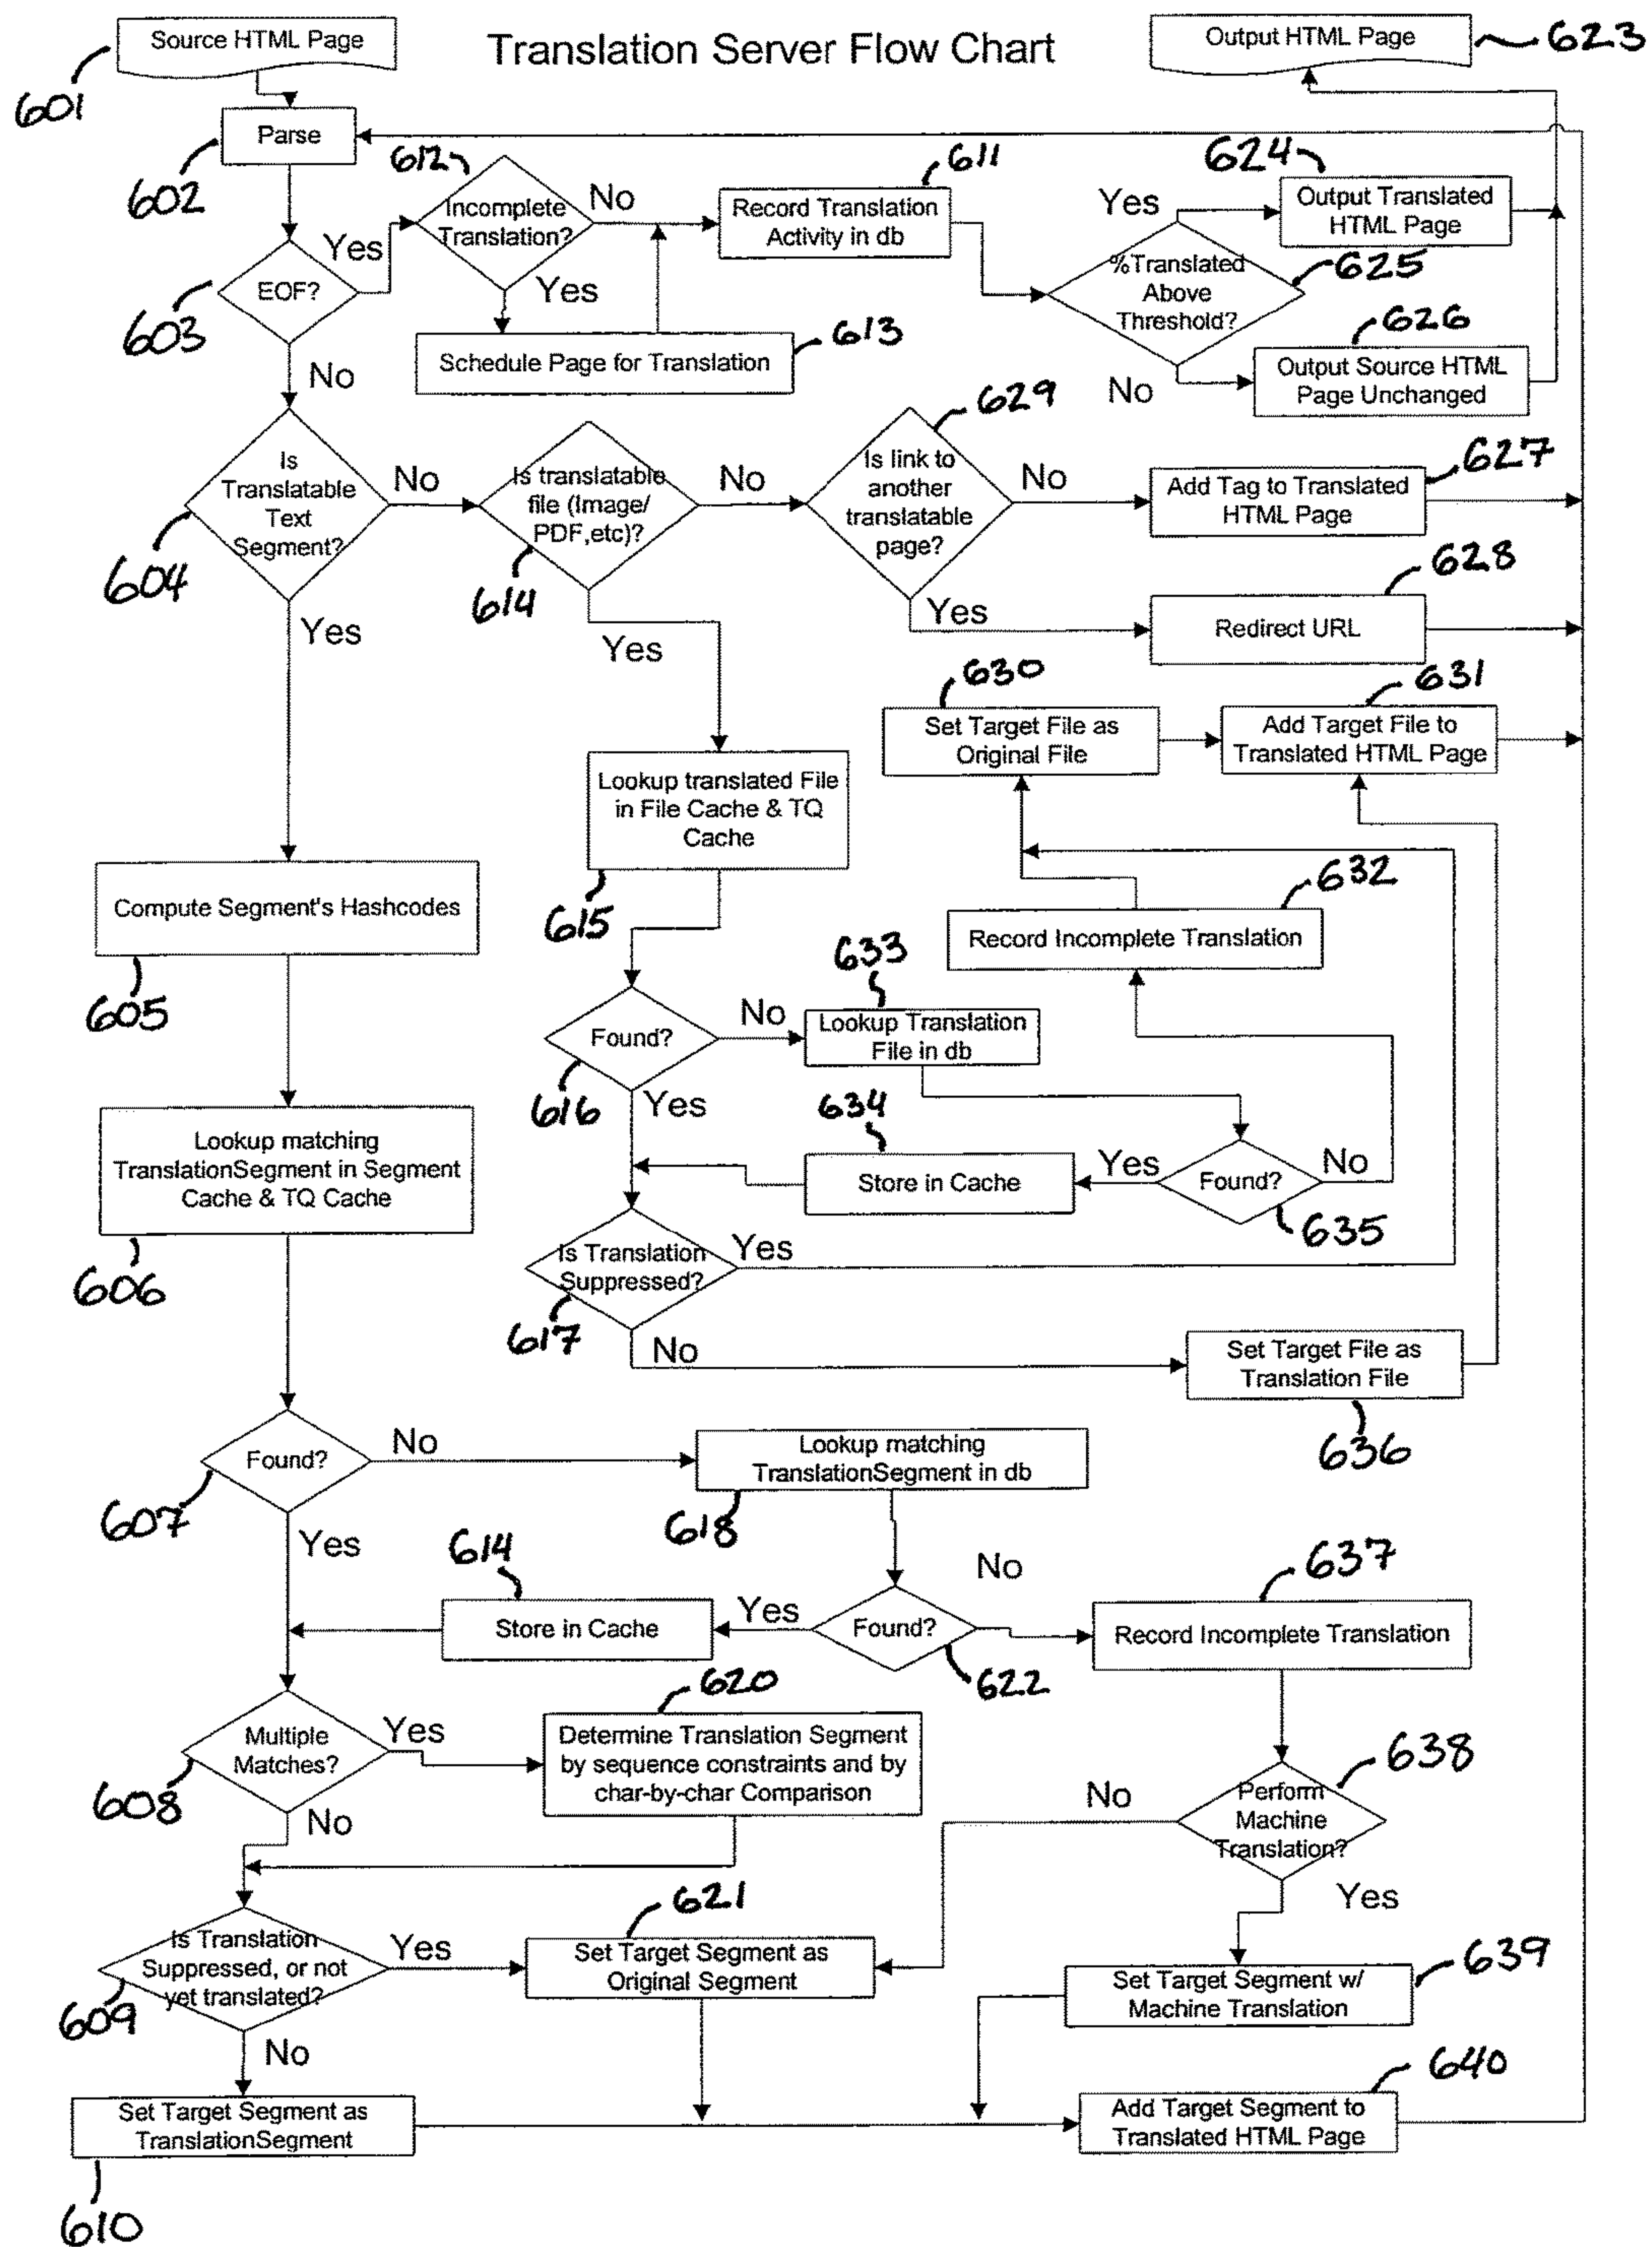 Source HTML Page
Translation Server Flow Chart
Output HTML Page
623
601
Parse
602
612
611
624
Incomplete
Translation?
No
Record Translation
Activity in db
Yes
Output Translated
HTML Page
Yes
EOF?
603
Yes
%Translated
Above
Threshold?
625
626
Schedule Page for Translation
613
No
Output Source HTML
Page Unchanged
No
629
Is
Translatable
Text
Segment?
604
No
Is translatable
file (Image/
PDF,etc)?
614
No
Is link to
another
translatable
page?
No
Add Tag to Translated
HTML Page
627
628
Yes
Yes
Yes
Redirect URL
630
631
Set Target File as
Original File
Add Target File to
Translated HTML Page
Lookup translated File
in File Cache & TQ
Cache
615
632
Compute Segment's Hashcodes
605
Record Incomplete Translation
633
Found?
616
No
Lookup Translation
File in db
Yes
634
Lookup matching
TranslationSegment in Segment
Cache & TQ Cache
606
Store in Cache
Yes
Found?
No
635
Is Translation
Suppressed?
617
Yes
No
Set Target File as
Translation File
636
Found?
607
No
Lookup matching
TranslationSegment in db
618
Yes
614
No
637
Store in Cache
Yes
Found?
622
Record Incomplete Translation
620
Multiple
Matches?
608
Yes
Determine Translation Segment
by sequence constraints and by
char-by-char Comparison
638
No
Perform
Machine
Translation?
No
Yes
621
Is Translation
Suppressed, or not
yet translated?
609
Yes
Set Target Segment as
Original Segment
639
Set Target Segment w/
Machine Translation
No
640
Set Target Segment as
TranslationSegment
Add Target Segment to
Translated HTML Page
610